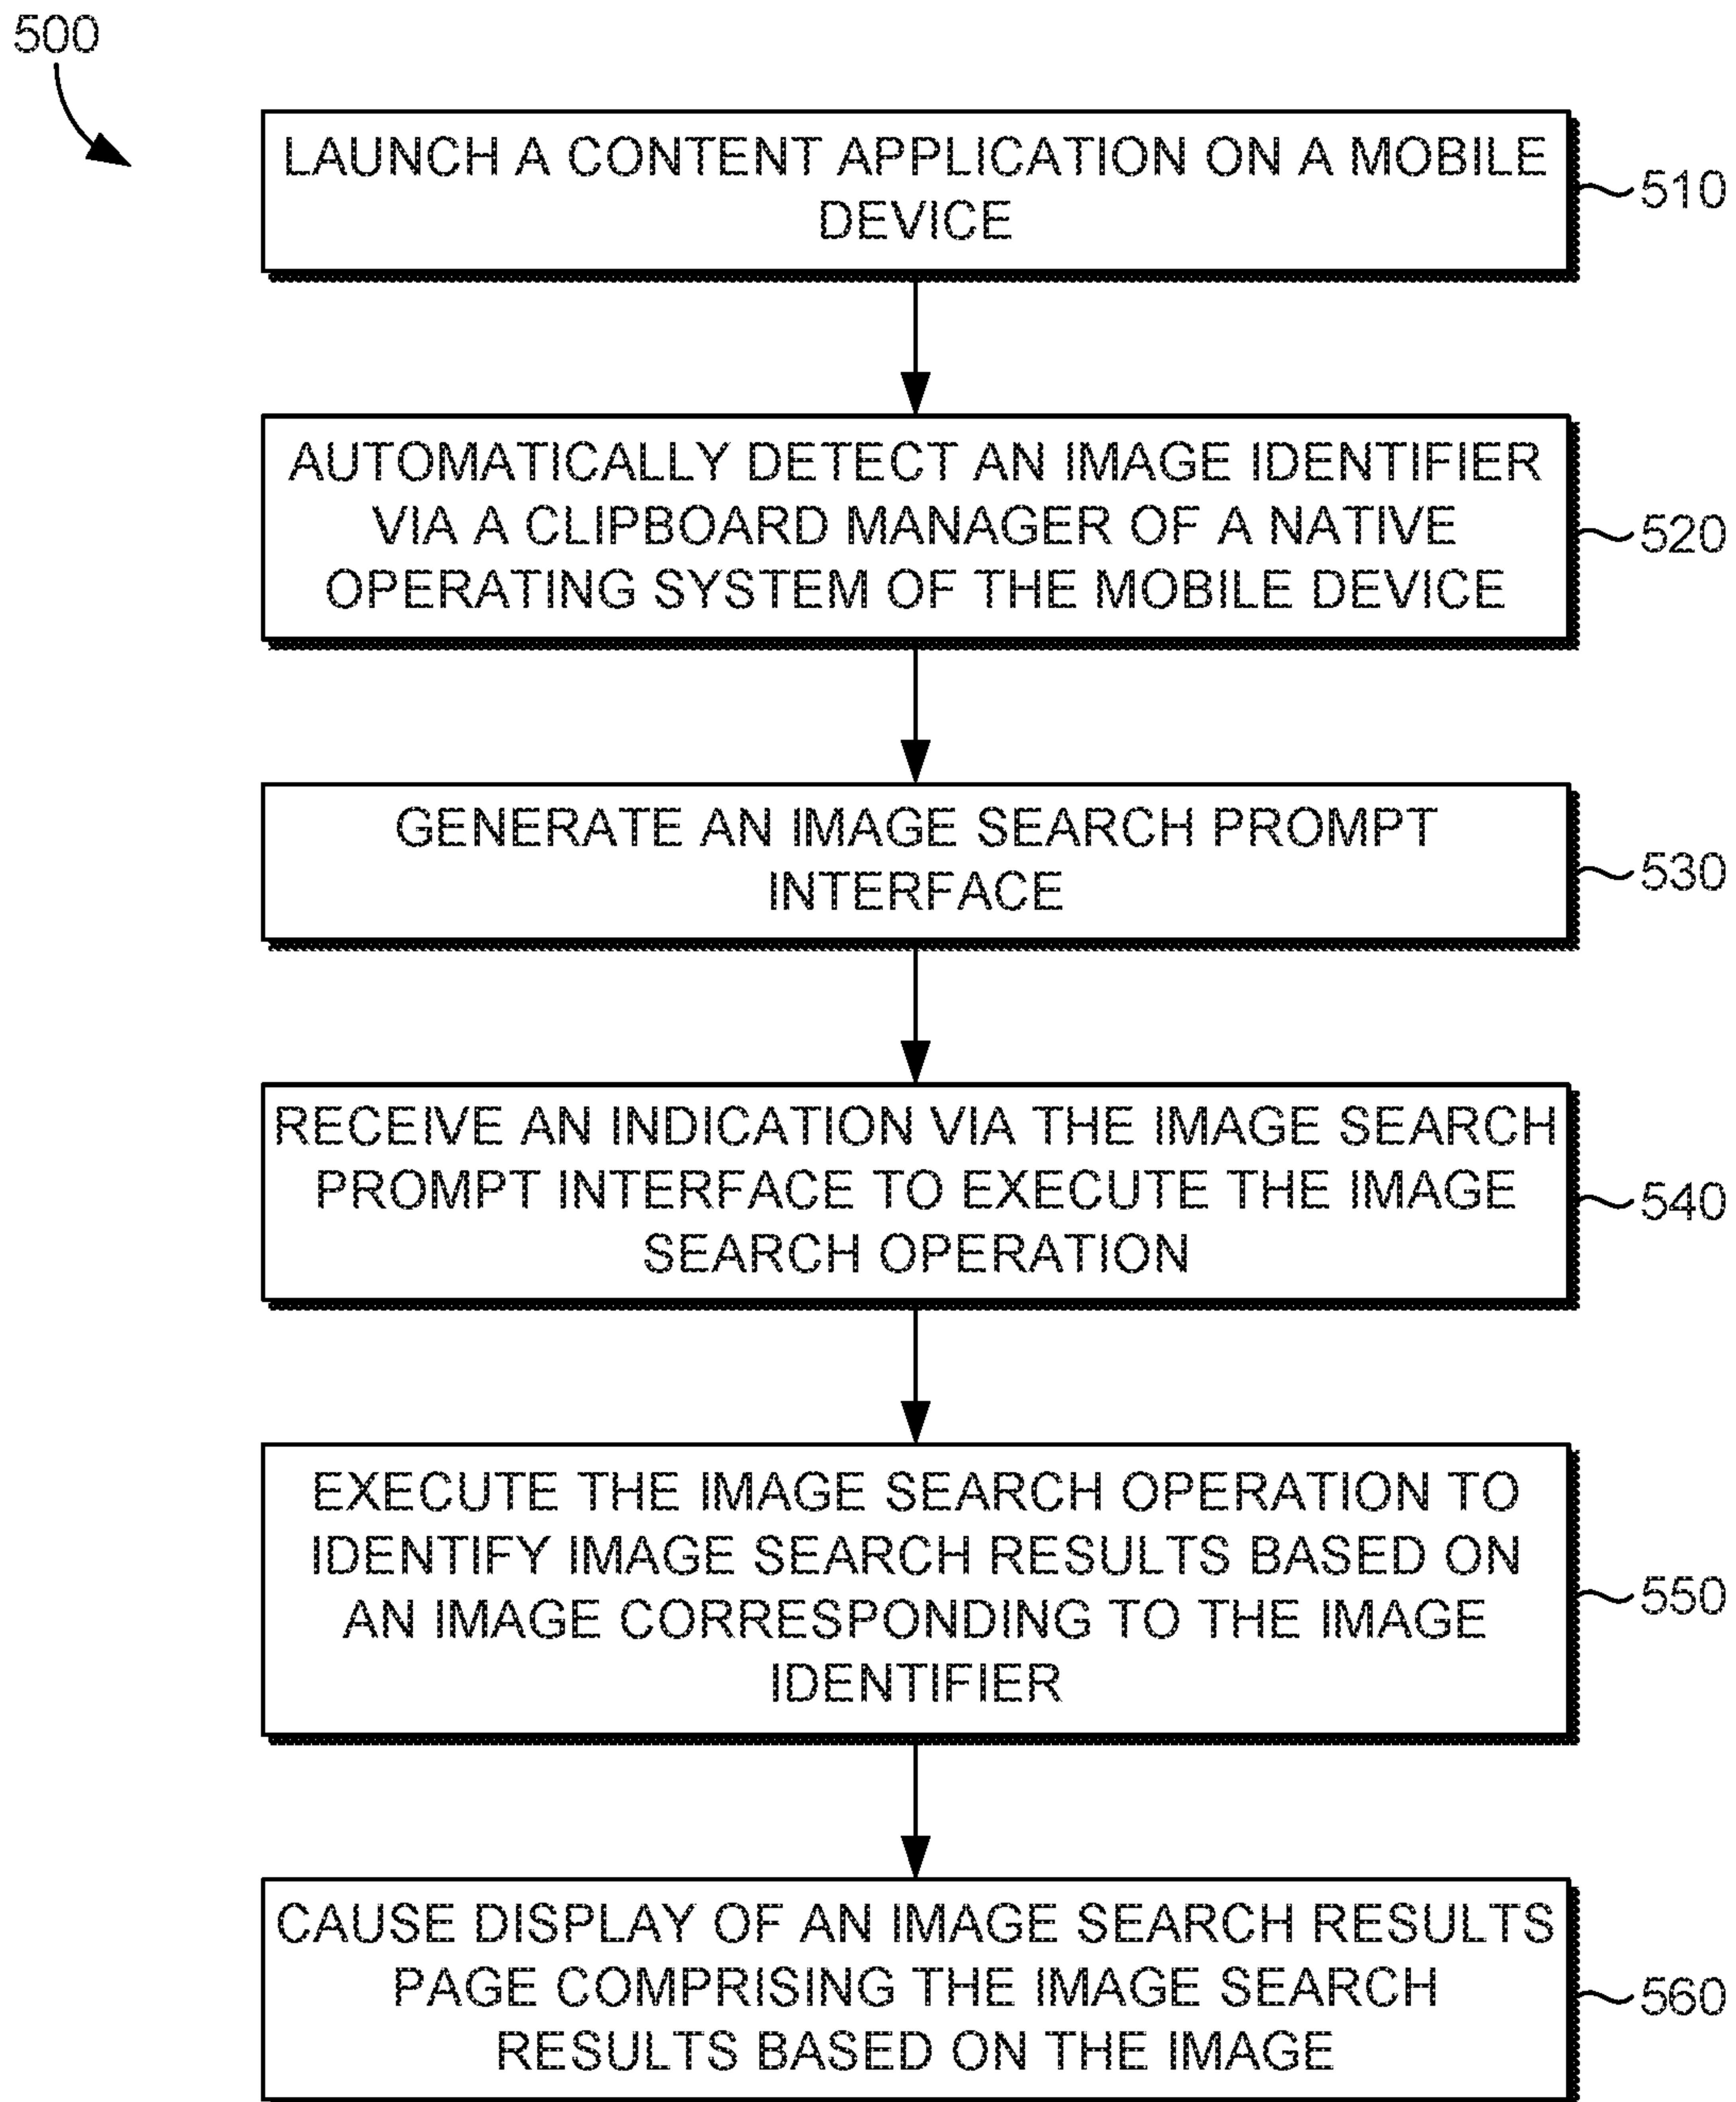 500
LAUNCH A CONTENT APPLICATION ON A MOBILE
DEVICE
510
AUTOMATICALLY DETECT AN IMAGE IDENTIFIER
VIA A CLIPBOARD MANAGER OF A NATIVE
OPERATING SYSTEM OF THE MOBILE DEVICE
520
GENERATE AN IMAGE SEARCH PROMPT
INTERFACE
530
RECEIVE AN INDICATION VIA THE IMAGE SEARCH
PROMPT INTERFACE TO EXECUTE THE IMAGE
SEARCH OPERATION
540
EXECUTE THE IMAGE SEARCH OPERATION TO
IDENTIFY IMAGE SEARCH RESULTS BASED ON
AN IMAGE CORRESPONDING TO THE IMAGE
IDENTIFIER
550
CAUSE DISPLAY OF AN IMAGE SEARCH RESULTS
PAGE COMPRISING THE IMAGE SEARCH
RESULTS BASED ON THE IMAGE
560